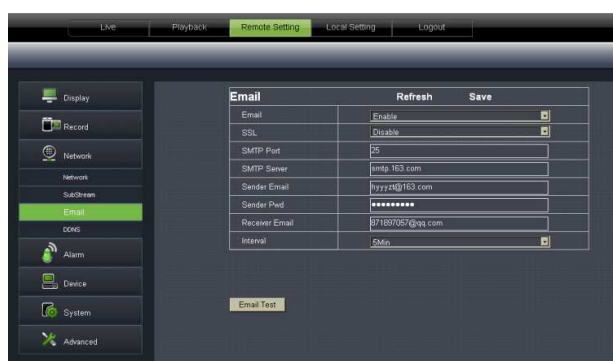 Live Playback Remote Setting Local Setting Logout
Display
Record
Network
Network
SubStream
Email
DDNS
Alarm
Device
System
Advanced
Email Refresh Save
Email Enable
SSL Disable
SMTP Port 25
SMTP Server smtp.163.com
Sender Email hyyyzt@163.com
Sender Pwd •••••••••
Receiver Email 871897057@qq.com
Interval 5Min
Email Test